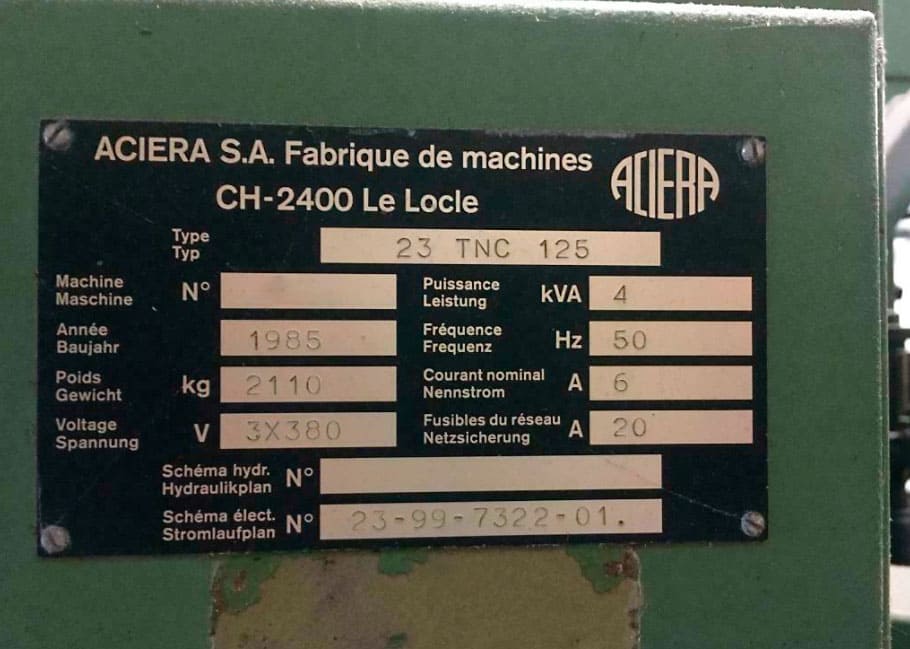 ACIERA S.A. Fabrique de machines
CH-2400 Le Locle
ACIERA
Type
Typ
23 TNC 125
Machine
Maschine
N°
Puissance
Leistung
kVA
4
Année
Baujahr
1985
Fréquence
Frequenz
Hz
50
Poids
Gewicht
kg
2110
Courant nominal
Nennstrom
A
6
Voltage
Spannung
V
3X380
Fusibles du réseau
Netzsicherung
A
20
Schéma hydr.
Hydraulikplan
N°
Schéma élect.
Stromlaufplan
N°
23-99-7322-01.